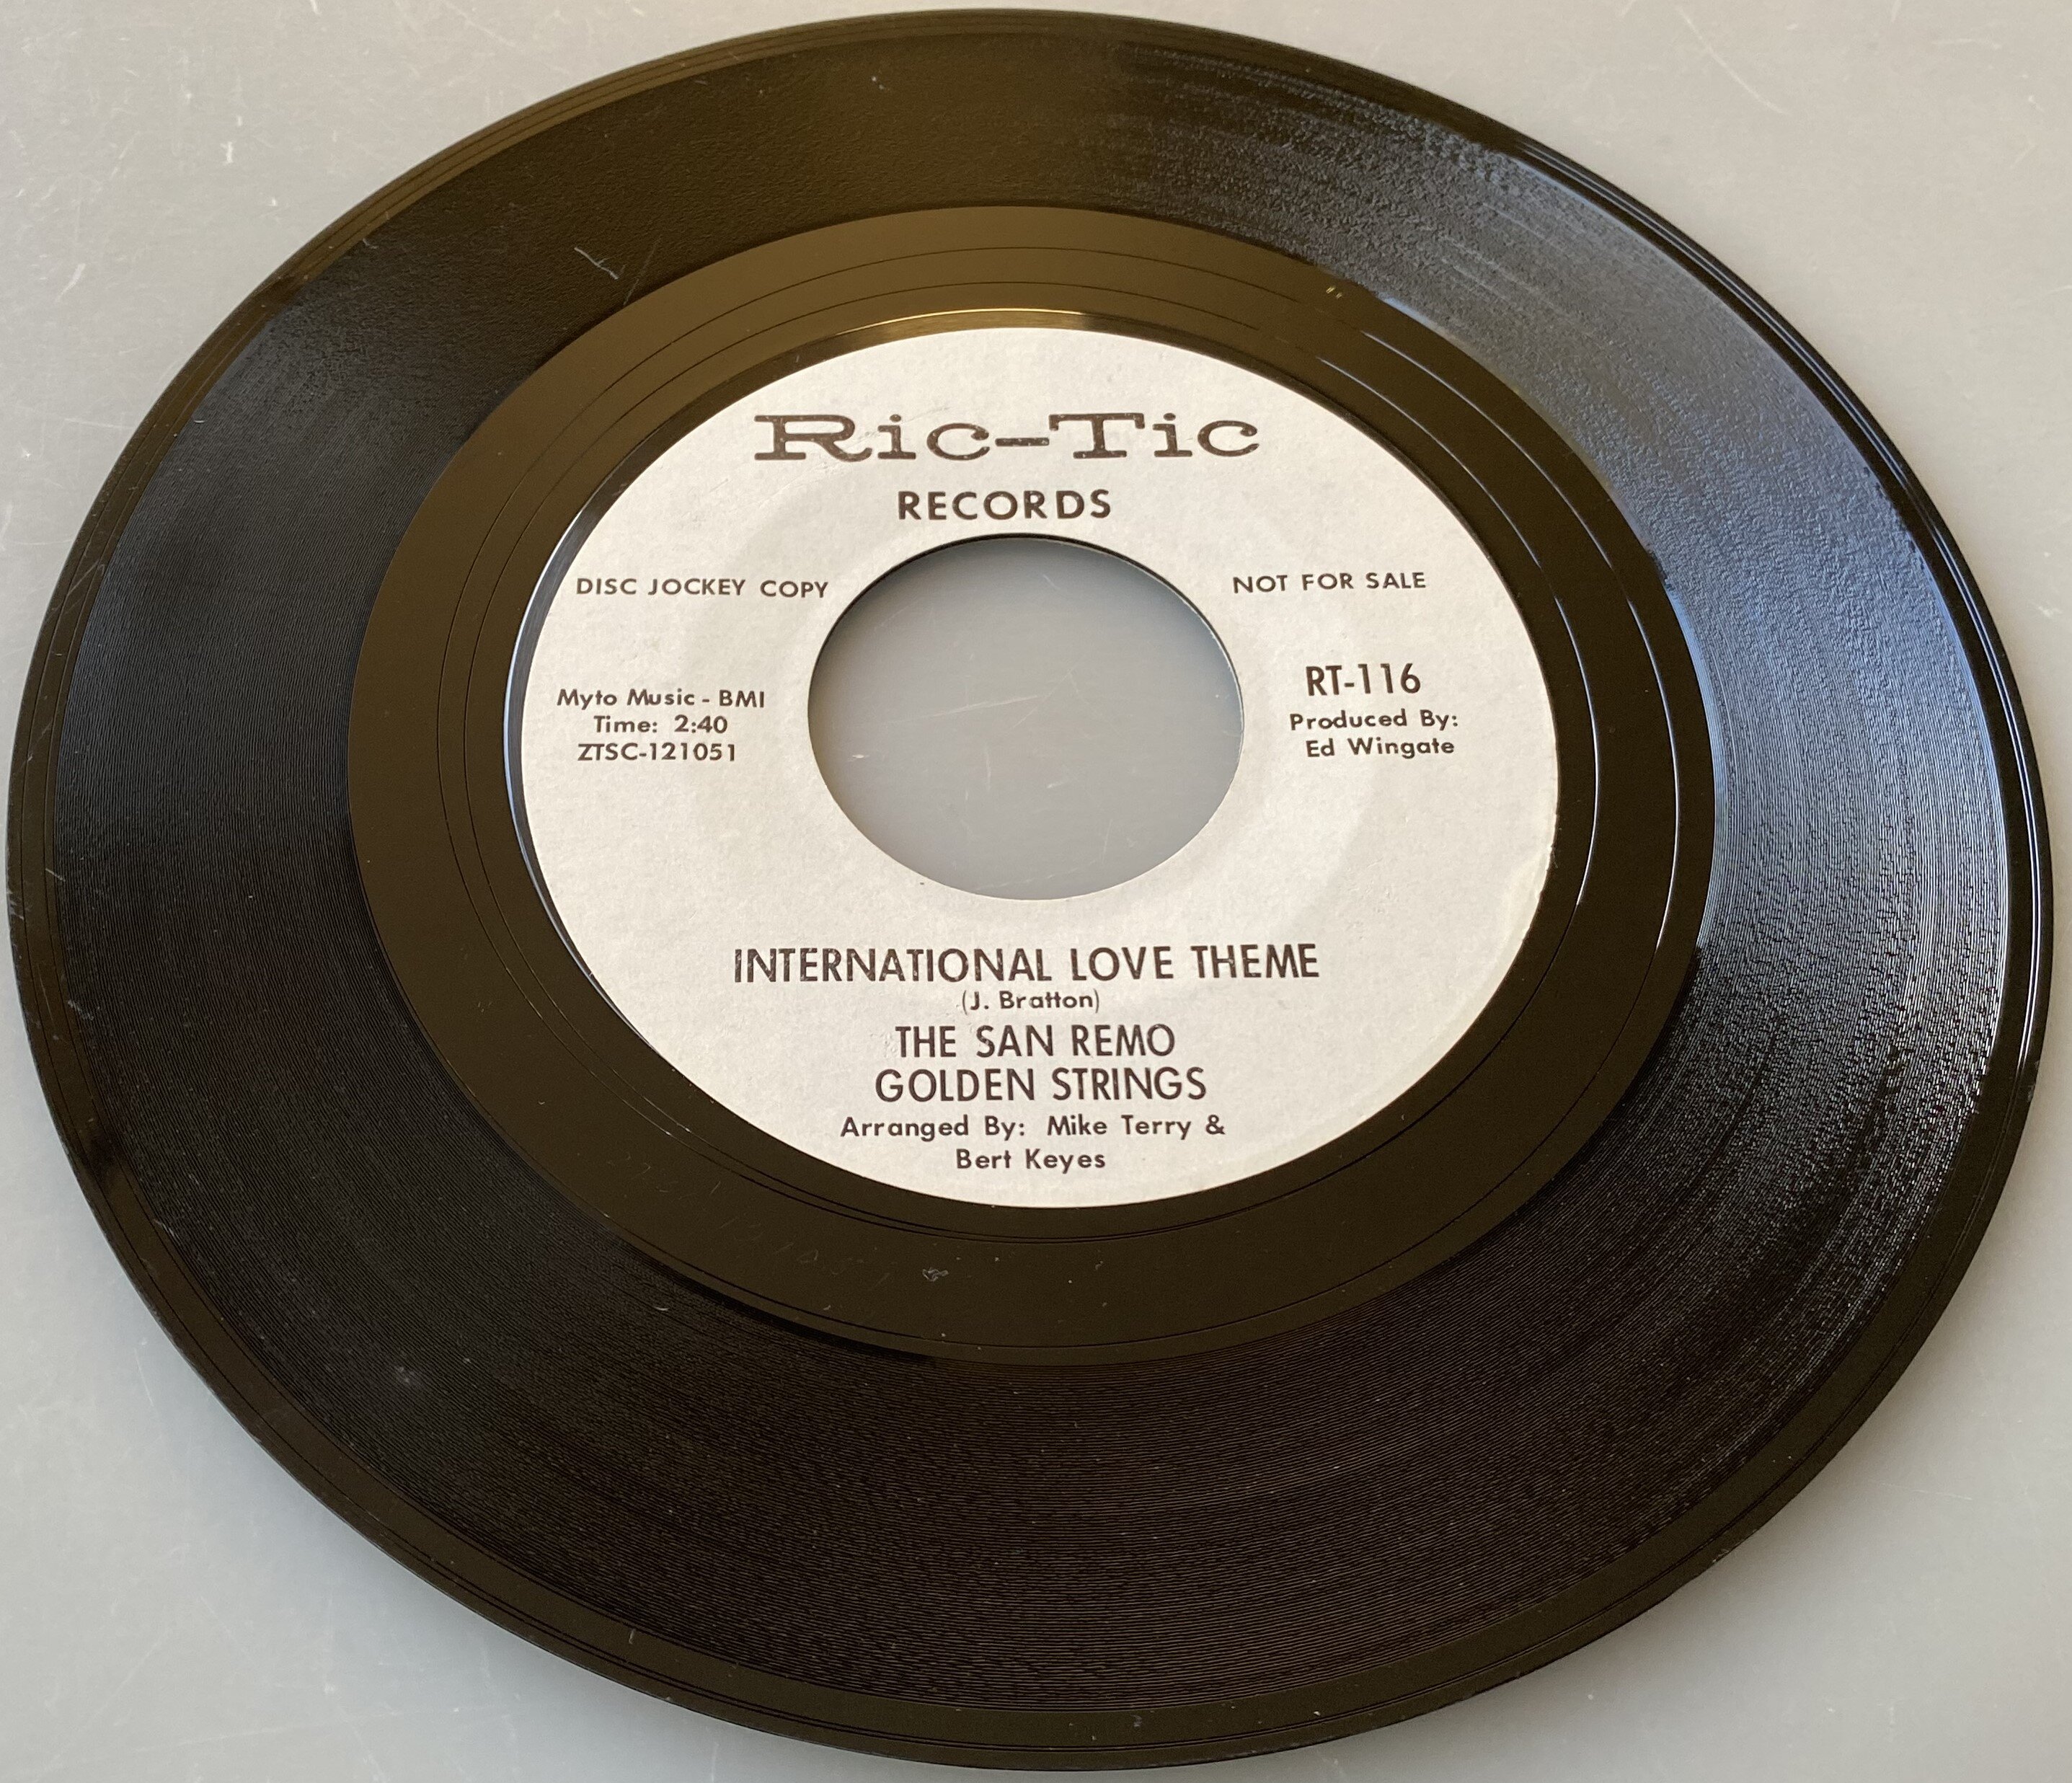 Ric-Tic
RECORDS
DISC JOCKEY COPY
NOT FOR SALE
Myto Music - BMI
Time: 2:40
ZTSC-121051
RT-116
Produced By:
Ed Wingate
INTERNATIONAL LOVE THEME
(J. Bratton)
THE SAN REMO
GOLDEN STRINGS
Arranged By: Mike Terry &
Bert Keyes